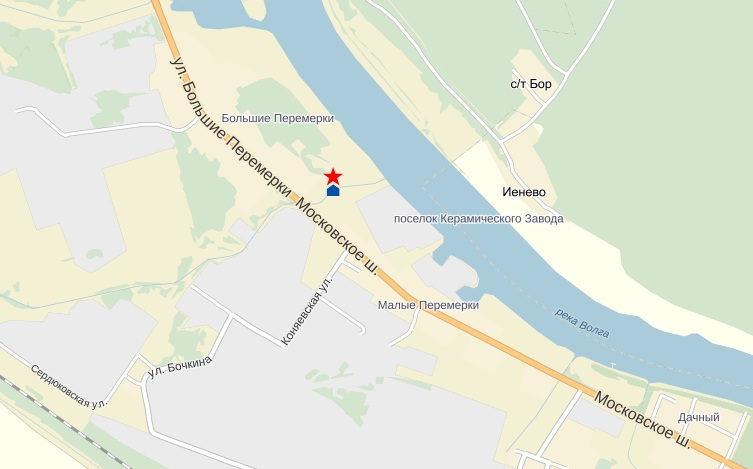 с/т Бор
ул. Большие Перемерки
Большие Перемерки
Иенево
Московское ш.
поселок Керамического Завода
Коняевская ул.
Малые Перемерки
река Волга
ул. Бочкина
Сердюковская ул.
Московское ш.
Дачный